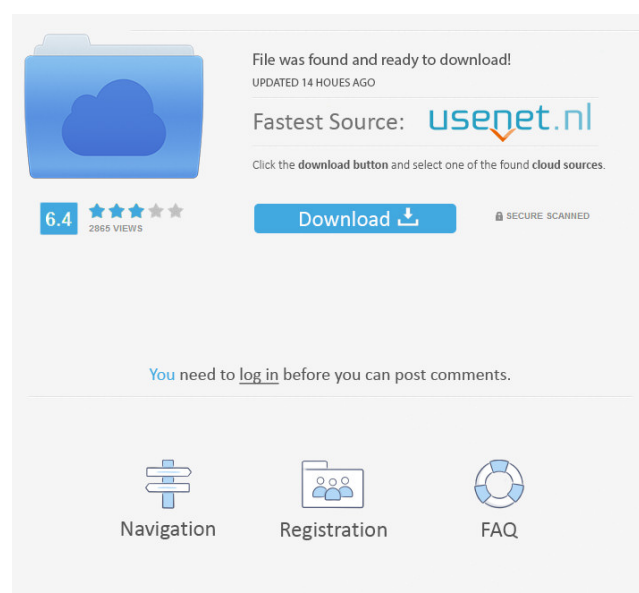 File was found and ready to download!
UPDATED 14 HOUES AGO
Fastest Source: usenet.nl
Click the download button and select one of the found cloud sources.
6.4
2865 VIEWS
Download
SECURE SCANNED
You need to log in before you can post comments.
Navigation
Registration
FAQ